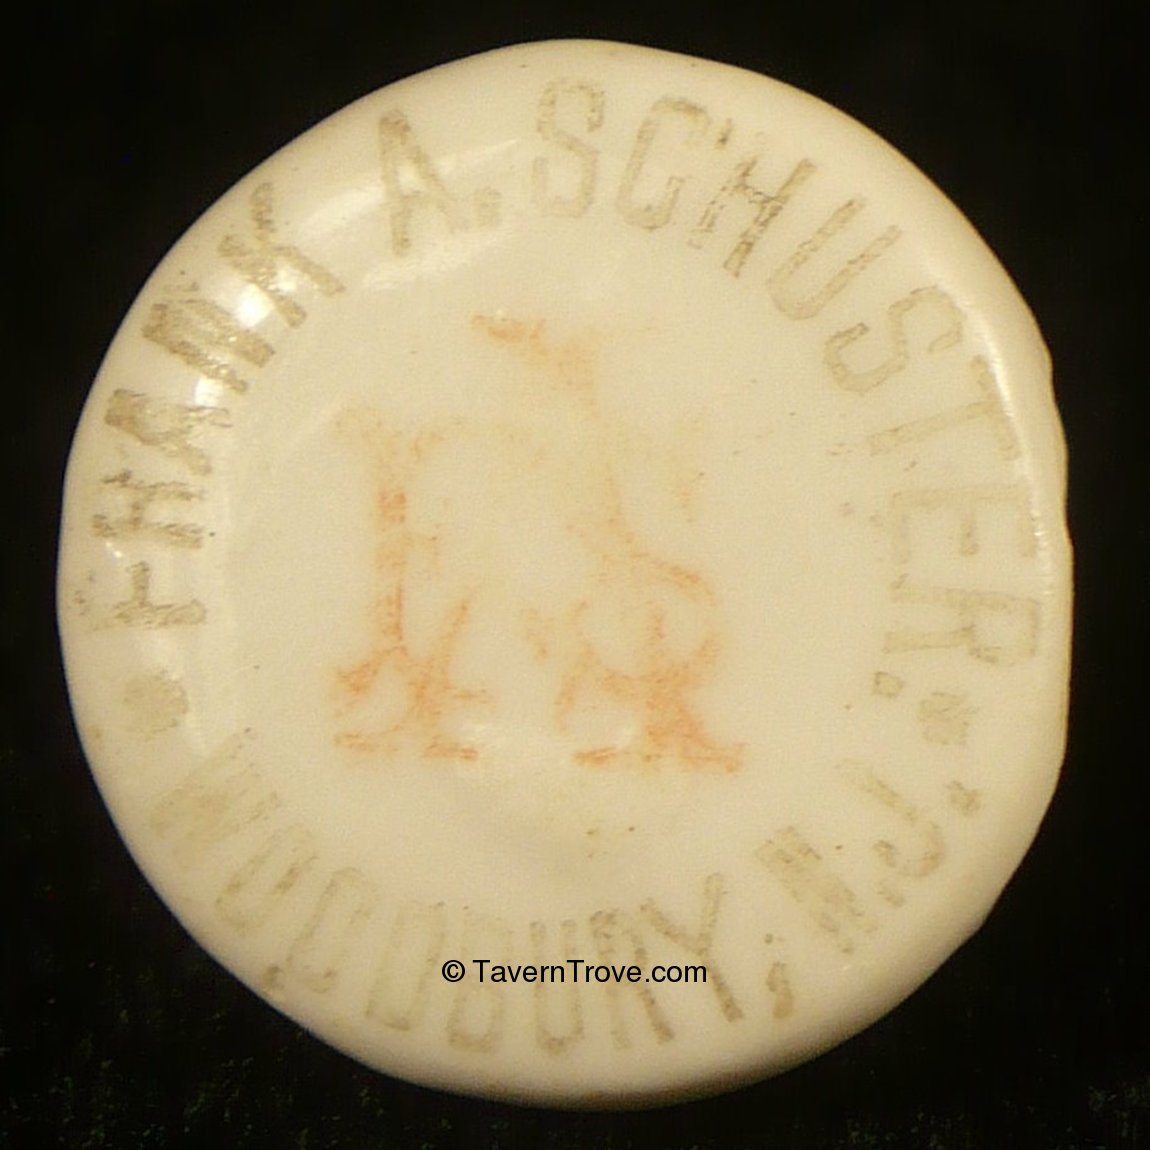 FRANK A. SCHUSTER.
WOODBURY, N.J.
© TavernTrove.com